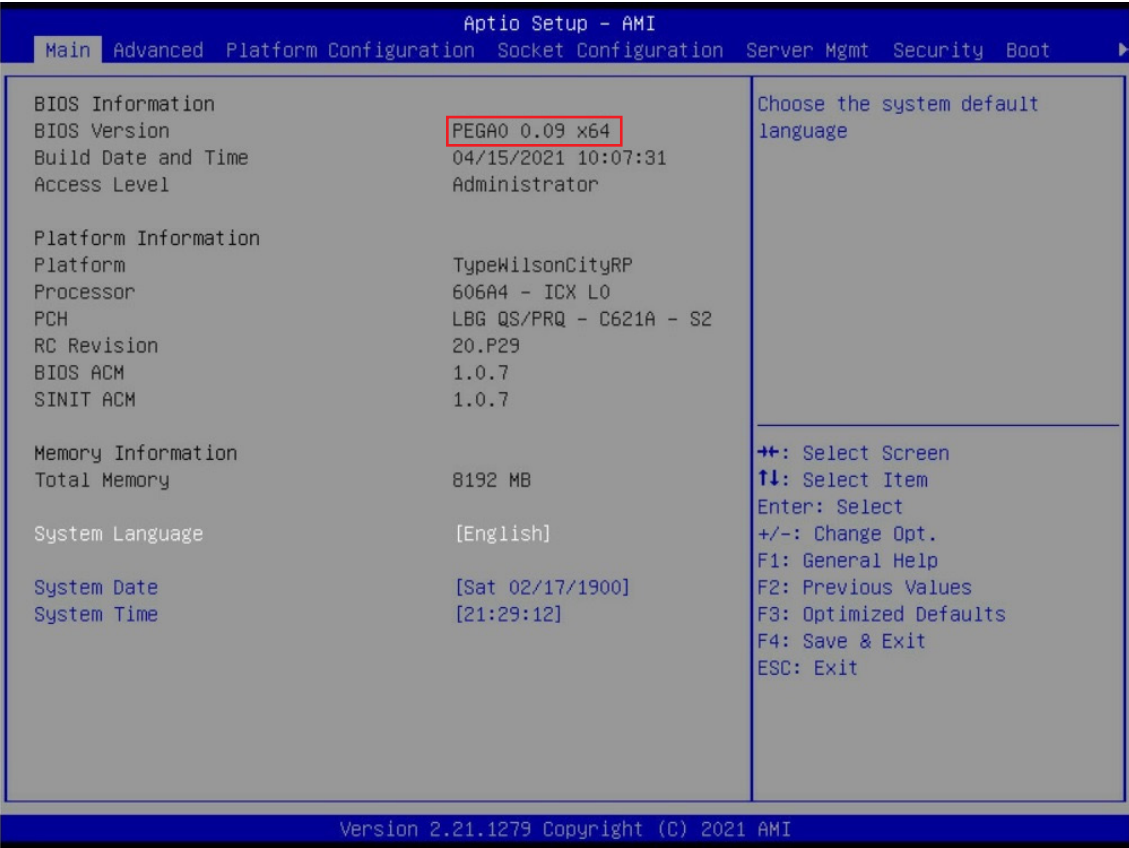 Aptio Setup - AMI
Main Advanced Platform Configuration Socket Configuration Server Mgmt Security Boot
BIOS Information
BIOS Version PEGA0 0.09 x64
Build Date and Time 04/15/2021 10:07:31
Access Level Administrator
Platform Information
Platform TypeWilsonCityRP
Processor 606A4 - ICX L0
PCH LBG QS/PRQ - C621A - S2
RC Revision 20.P29
BIOS ACM 1.0.7
SINIT ACM 1.0.7
Memory Information
Total Memory 8192 MB
System Language [English]
System Date [Sat 02/17/1900]
System Time [21:29:12]
Choose the system default
language
→←: Select Screen
↑↓: Select Item
Enter: Select
+/-: Change Opt.
F1: General Help
F2: Previous Values
F3: Optimized Defaults
F4: Save & Exit
ESC: Exit
Version 2.21.1279 Copyright (C) 2021 AMI